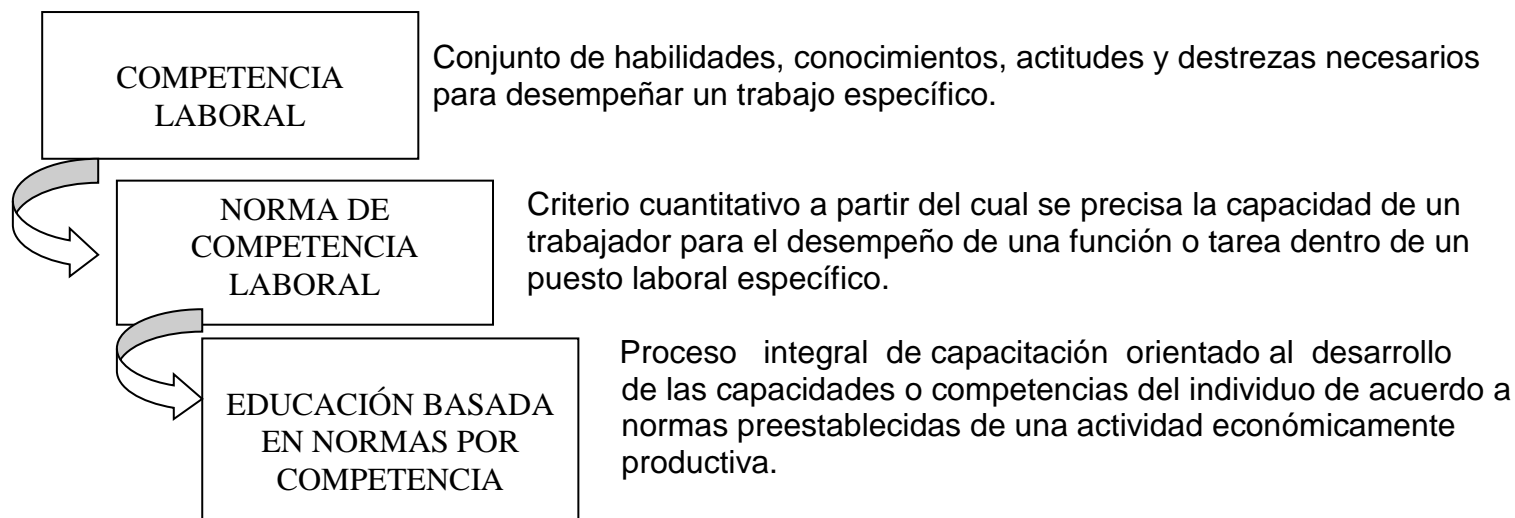 COMPETENCIA
LABORAL
Conjunto de habilidades, conocimientos, actitudes y destrezas necesarios
para desempeñar un trabajo específico.
NORMA DE
COMPETENCIA
LABORAL
Criterio cuantitativo a partir del cual se precisa la capacidad de un
trabajador para el desempeño de una función o tarea dentro de un
puesto laboral específico.
EDUCACIÓN BASADA
EN NORMAS POR
COMPETENCIA
Proceso integral de capacitación orientado al desarrollo
de las capacidades o competencias del individuo de acuerdo a
normas preestablecidas de una actividad económicamente
productiva.